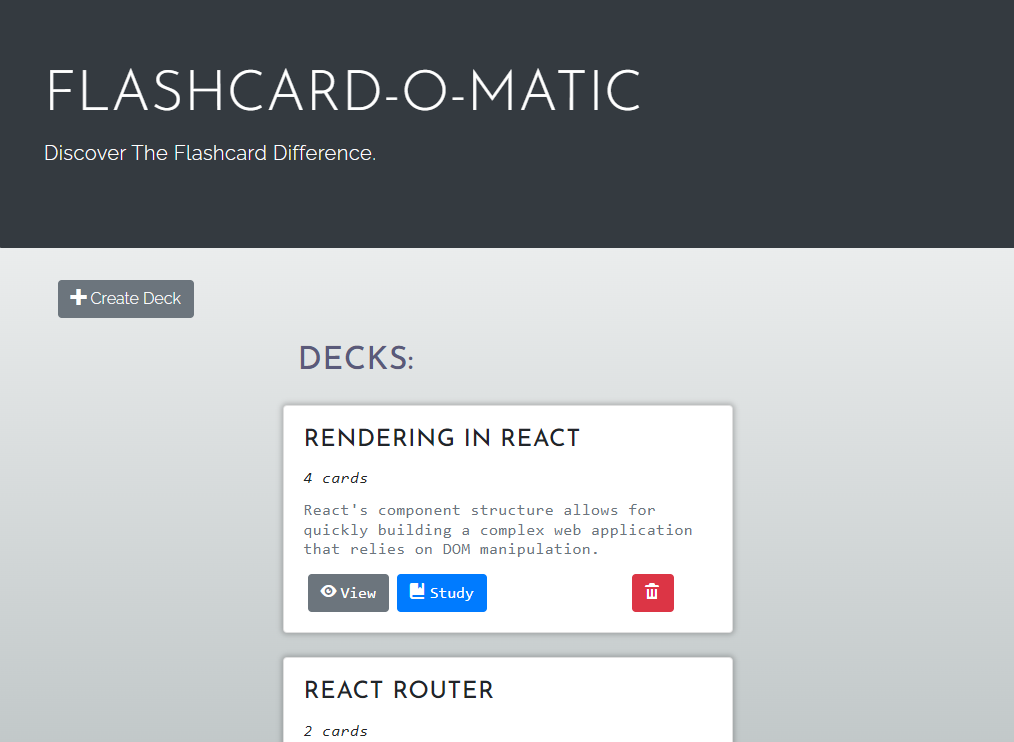 FLASHCARD-O-MATIC
Discover The Flashcard Difference.
Create Deck
DECKS:
RENDERING IN REACT
4 cards
React's component structure allows for
quickly building a complex web application
that relies on DOM manipulation.
View Study
REACT ROUTER
2 cards